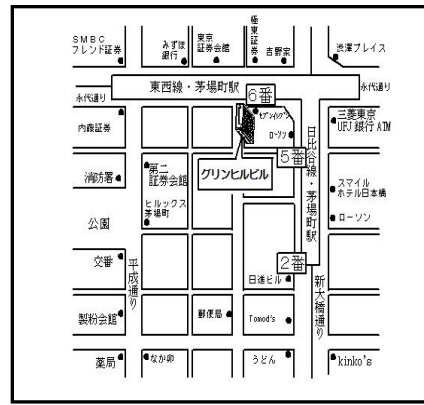 SMBC
フレンド証券
みずほ
銀行
東京
証券会館
極東証券
吉野家
渋澤プレイス
永代通り
東西線・茅場町駅
6番
永代通り
内藤証券
セブンイレブン
ローソン
三菱東京
UFJ 銀行 ATM
日比谷線・茅場町駅
5番
消防署
第二
証券会館
グリンヒルビル
スマイル
ホテル日本橋
ヒルックス
茅場町
ローソン
公園
交番
平成通り
2番
日進ビル
新大橋通り
製粉会館
郵便局
Tomod's
薬局
なか卯
うどん
kinko's